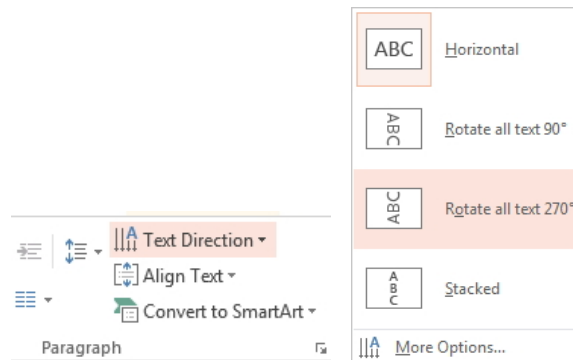 Text Direction
Align Text
Convert to SmartArt
Paragraph
ABC
Horizontal
ABC
Rotate all text 90°
ABC
Rotate all text 270°
ABC
Stacked
More Options...